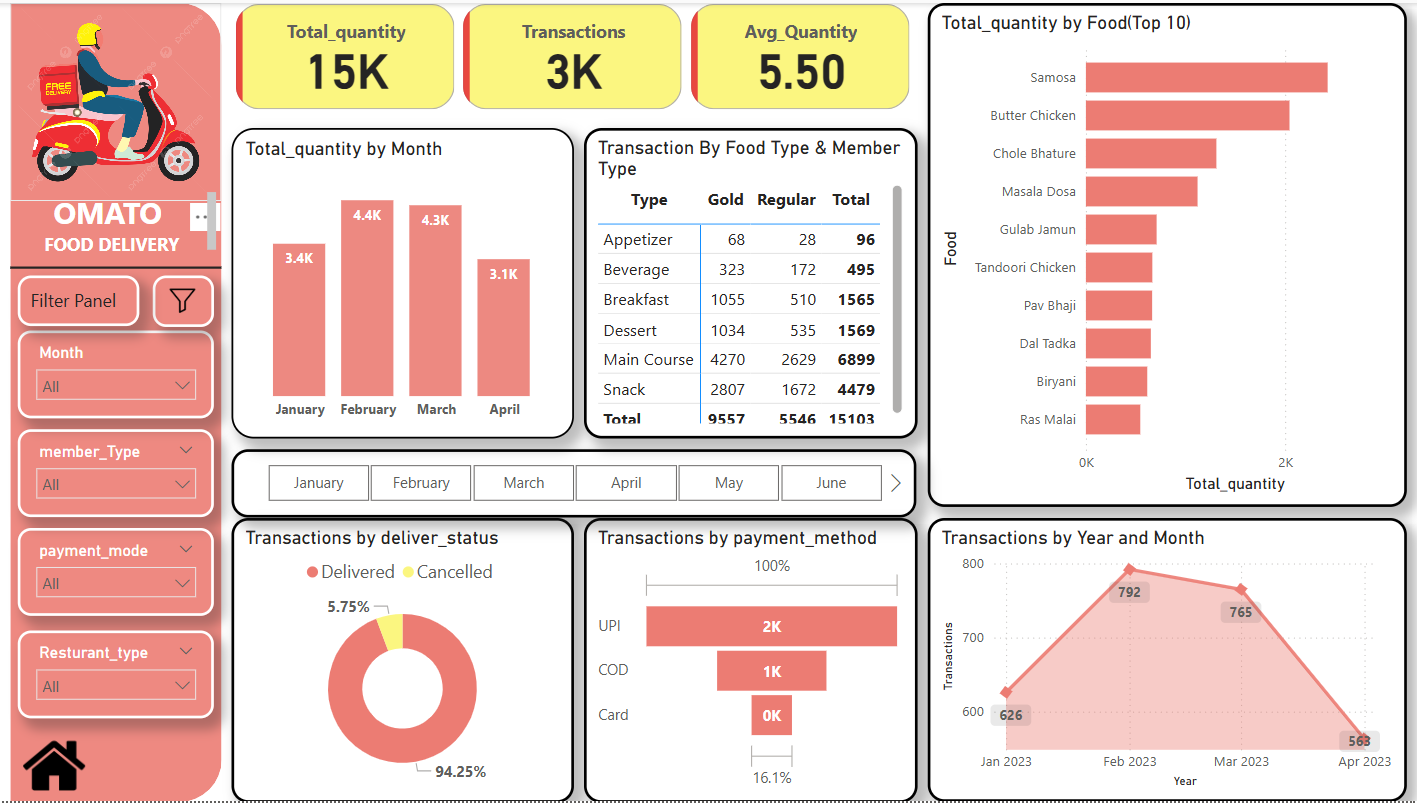 FREE
DELIVERY
OMATO
FOOD DELIVERY
Filter Panel
Month
All
member_Type
All
payment_mode
All
Resturant_type
All
Total_quantity
15K
Transactions
3K
Avg_Quantity
5.50
Total_quantity by Month
3.4K
4.4K
4.3K
3.1K
January February March April
Transaction By Food Type & Member
Type
Type Gold Regular Total
Appetizer 68 28 96
Beverage 323 172 495
Breakfast 1055 510 1565
Dessert 1034 535 1569
Main Course 4270 2629 6899
Snack 2807 1672 4479
Total 9557 5546 15103
January February March April May June
Transactions by deliver_status
Delivered Cancelled
5.75%
94.25%
Transactions by payment_method
100%
UPI 2K
COD 1K
Card 0K
16.1%
Total_quantity by Food(Top 10)
Food
Samosa
Butter Chicken
Chole Bhature
Masala Dosa
Gulab Jamun
Tandoori Chicken
Pav Bhaji
Dal Tadka
Biryani
Ras Malai
0K 2K
Total_quantity
Transactions by Year and Month
Transactions
800
700
600
626
792
765
563
Jan 2023 Feb 2023 Mar 2023 Apr 2023
Year